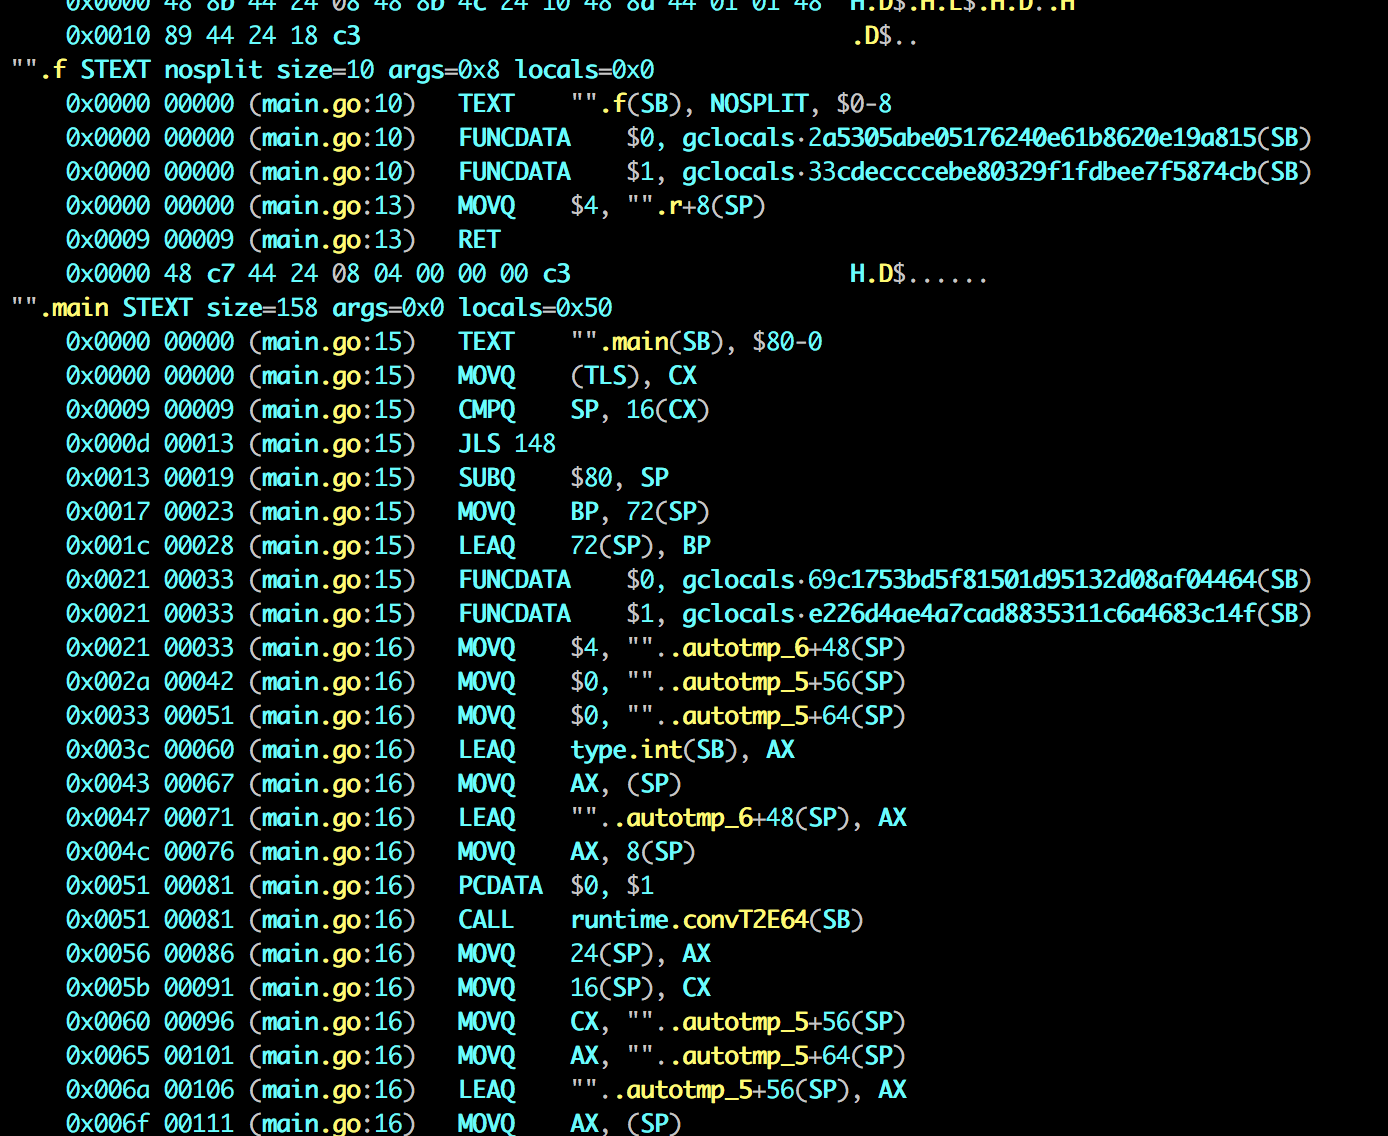 0x0000 48 8b 44 24 08 48 8b 4c 24 10 48 8a 44 01 01 48 H.D$.H.L$.H.D..H
0x0010 89 44 24 18 c3 .D$..
"".f STEXT nosplit size=10 args=0x8 locals=0x0
0x0000 00000 (main.go:10) TEXT "".f(SB), NOSPLIT, $0-8
0x0000 00000 (main.go:10) FUNCDATA $0, gclocals·2a5305abe05176240e61b8620e19a815(SB)
0x0000 00000 (main.go:10) FUNCDATA $1, gclocals·33cdeccccebe80329f1fdbee7f5874cb(SB)
0x0000 00000 (main.go:13) MOVQ $4, "".r+8(SP)
0x0009 00009 (main.go:13) RET
0x0000 48 c7 44 24 08 04 00 00 00 c3 H.D$......
"".main STEXT size=158 args=0x0 locals=0x50
0x0000 00000 (main.go:15) TEXT "".main(SB), $80-0
0x0000 00000 (main.go:15) MOVQ (TLS), CX
0x0009 00009 (main.go:15) CMPQ SP, 16(CX)
0x000d 00013 (main.go:15) JLS 148
0x0013 00019 (main.go:15) SUBQ $80, SP
0x0017 00023 (main.go:15) MOVQ BP, 72(SP)
0x001c 00028 (main.go:15) LEAQ 72(SP), BP
0x0021 00033 (main.go:15) FUNCDATA $0, gclocals·69c1753bd5f81501d95132d08af04464(SB)
0x0021 00033 (main.go:15) FUNCDATA $1, gclocals·e226d4ae4a7cad8835311c6a4683c14f(SB)
0x0021 00033 (main.go:16) MOVQ $4, ""..autotmp_6+48(SP)
0x002a 00042 (main.go:16) MOVQ $0, ""..autotmp_5+56(SP)
0x0033 00051 (main.go:16) MOVQ $0, ""..autotmp_5+64(SP)
0x003c 00060 (main.go:16) LEAQ type.int(SB), AX
0x0043 00067 (main.go:16) MOVQ AX, (SP)
0x0047 00071 (main.go:16) LEAQ ""..autotmp_6+48(SP), AX
0x004c 00076 (main.go:16) MOVQ AX, 8(SP)
0x0051 00081 (main.go:16) PCDATA $0, $1
0x0051 00081 (main.go:16) CALL runtime.convT2E64(SB)
0x0056 00086 (main.go:16) MOVQ 24(SP), AX
0x005b 00091 (main.go:16) MOVQ 16(SP), CX
0x0060 00096 (main.go:16) MOVQ CX, ""..autotmp_5+56(SP)
0x0065 00101 (main.go:16) MOVQ AX, ""..autotmp_5+64(SP)
0x006a 00106 (main.go:16) LEAQ ""..autotmp_5+56(SP), AX
0x006f 00111 (main.go:16) MOVQ AX, (SP)